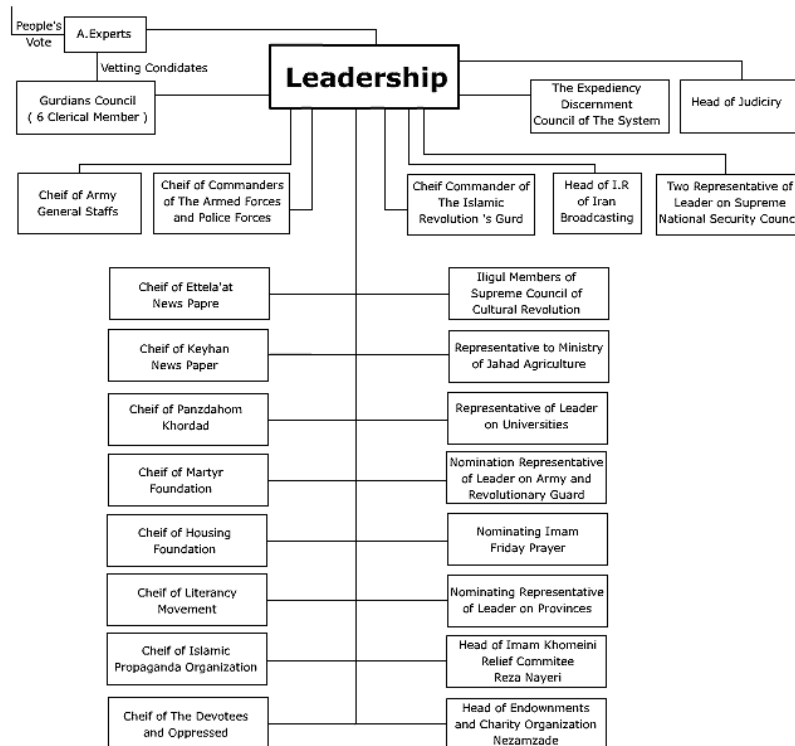 People's
Vote
A.Experts
Vetting Candidates
Leadership
Gurdians Council
( 6 Clerical Member )
The Expediency
Discernment
Council of The System
Head of Judiciry
Cheif of Army
General Staffs
Cheif of Commanders
of The Armed Forces
and Police Forces
Cheif Commander of
The Islamic
Revolution 's Gurd
Head of I.R
of Iran
Broadcasting
Two Representative of
Leader on Supreme
National Security Counc
Cheif of Ettela'at
News Papre
Iligul Members of
Supreme Council of
Cultural Revolution
Cheif of Keyhan
News Paper
Representative to Ministry
of Jahad Agriculture
Cheif of Panzdahom
Khordad
Representative of Leader
on Universities
Cheif of Martyr
Foundation
Nomination Representative
of Leader on Army and
Revolutionary Guard
Cheif of Housing
Foundation
Nominating Imam
Friday Prayer
Cheif of Literancy
Movement
Nominating Representative
of Leader on Provinces
Cheif of Islamic
Propaganda Organization
Head of Imam Khomeini
Relief Commitee
Reza Nayeri
Cheif of The Devotees
and Oppressed
Head of Endownments
and Charity Organization
Nezamzade